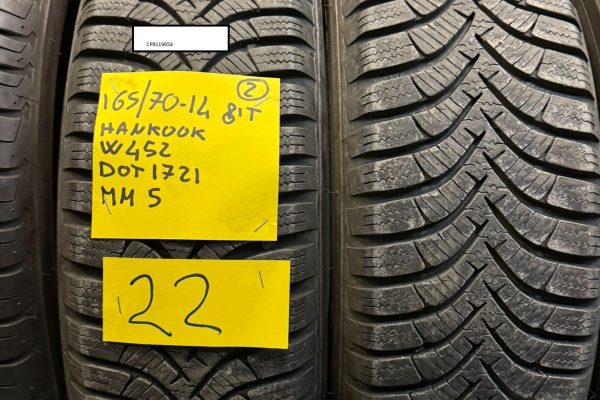 CP9119654
②
165/70-14 81T
HANKOOK
W452
DOT 1721
MM 5
22